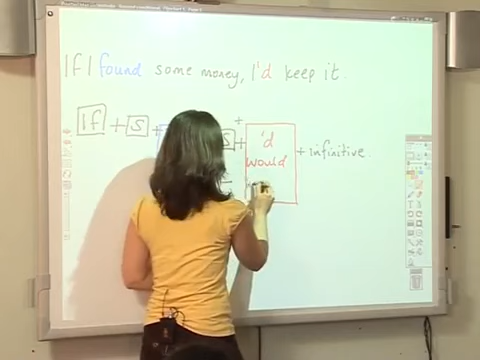 If I found some money, I'd keep it.
If + S + S + 'd + infinitive.
would